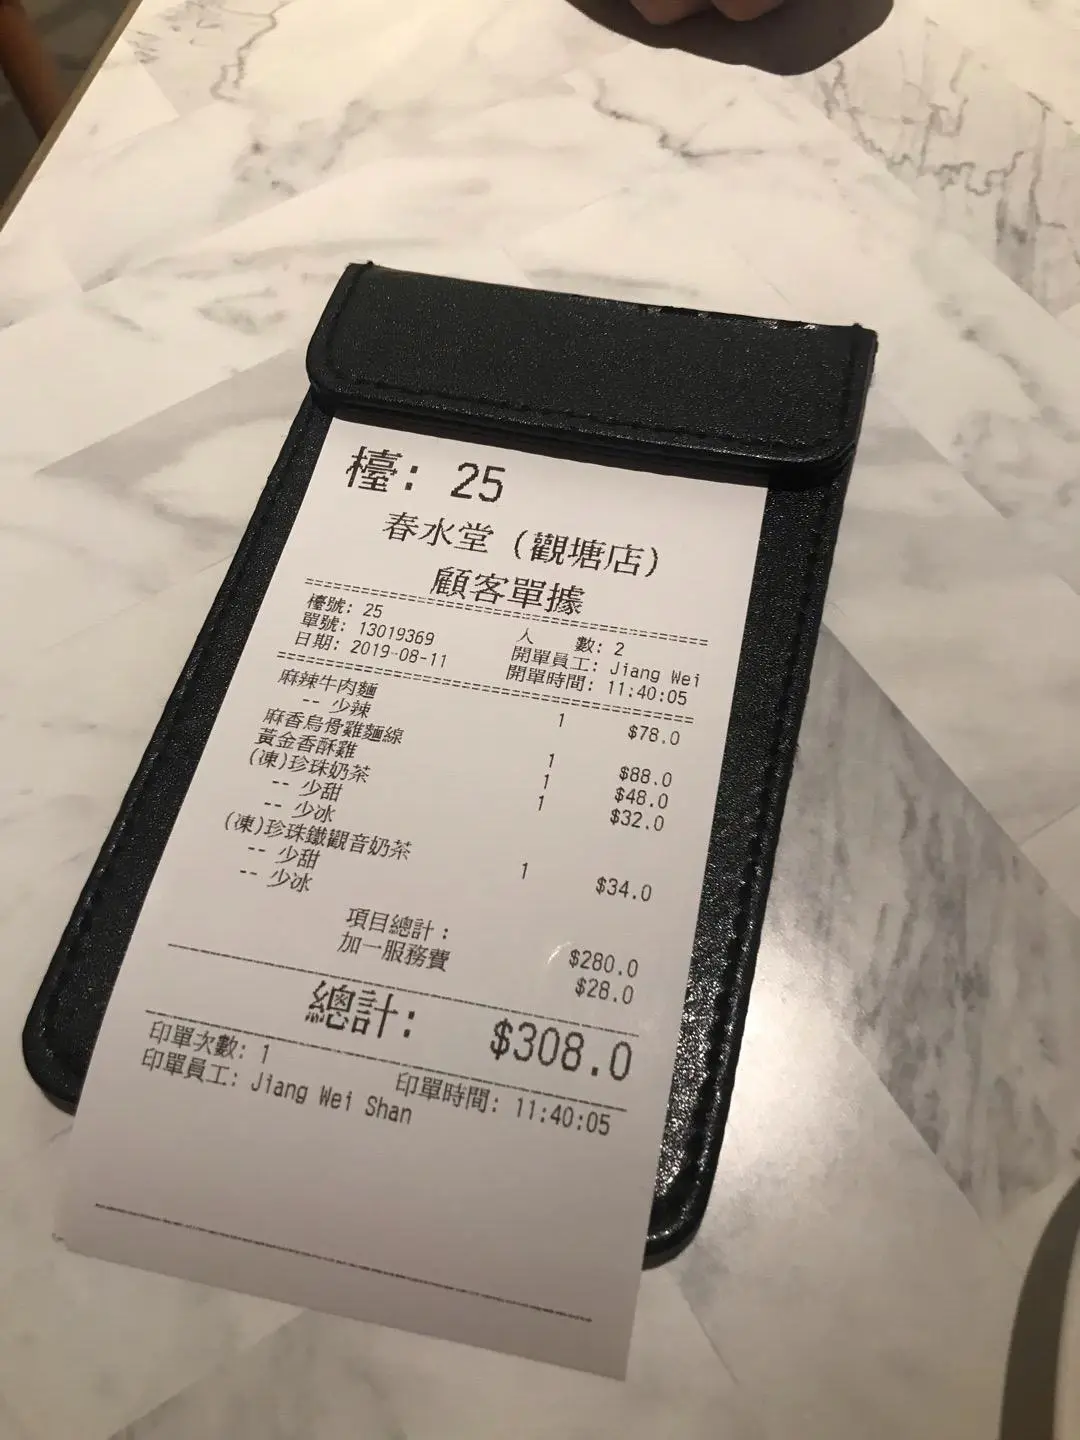 檯: 25
春水堂 (觀塘店)
顧客單據
檯號: 25 人 數: 2
單號: 13019369 開單員工: Jiang Wei
日期: 2019-08-11 開單時間: 11:40:05
麻辣牛肉麵 1 $78.0
-- 少辣
麻香烏骨雞麵線 1 $88.0
黃金香酥雞 1 $48.0
(凍)珍珠奶茶 1 $32.0
-- 少甜
-- 少冰
(凍)珍珠鐵觀音奶茶 1 $34.0
-- 少甜
-- 少冰
項目總計: $280.0
加一服務費 $28.0
總計: $308.0
印單次數: 1 印單時間: 11:40:05
印單員工: Jiang Wei Shan